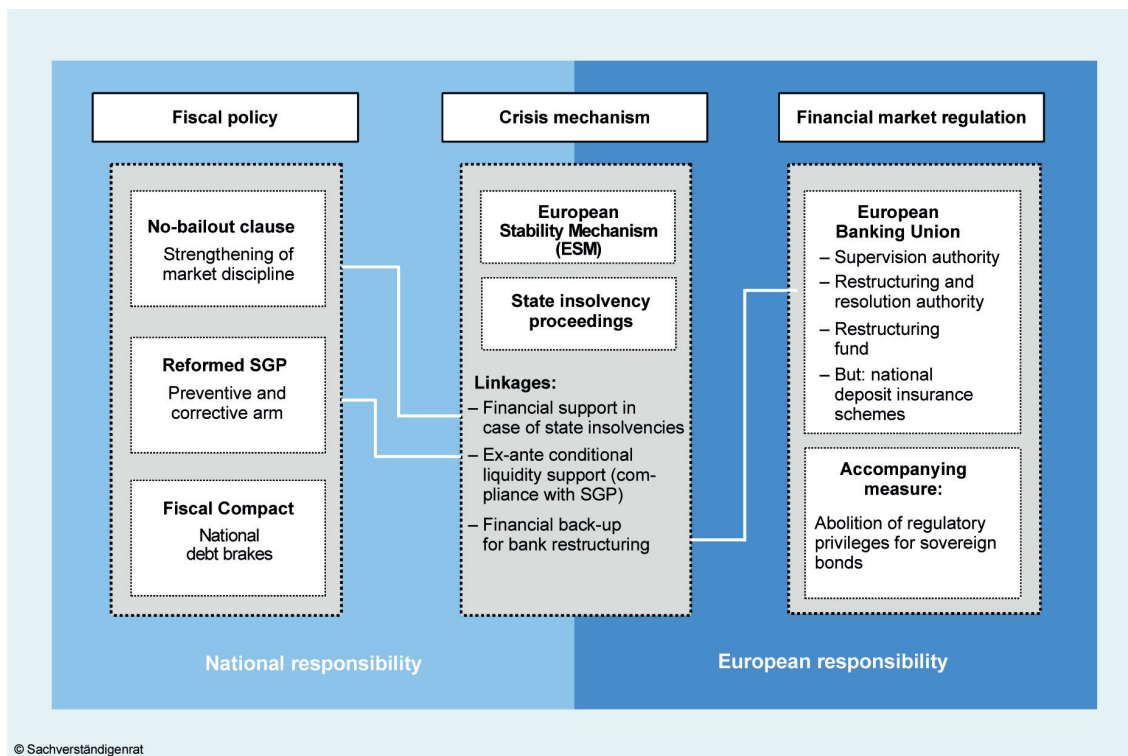 Fiscal policy
No-bailout clause
Strengthening of
market discipline
Reformed SGP
Preventive and
corrective arm
Fiscal Compact
National
debt brakes
Crisis mechanism
European
Stability Mechanism
(ESM)
State insolvency
proceedings
Linkages:
– Financial support in
case of state insolvencies
– Ex-ante conditional
liquidity support (com-
pliance with SGP)
– Financial back-up
for bank restructuring
Financial market regulation
European
Banking Union
– Supervision authority
– Restructuring and
resolution authority
– Restructuring
fund
– But: national
deposit insurance
schemes
Accompanying
measure:
Abolition of regulatory
privileges for sovereign
bonds
National responsibility
European responsibility
© Sachverständigenrat